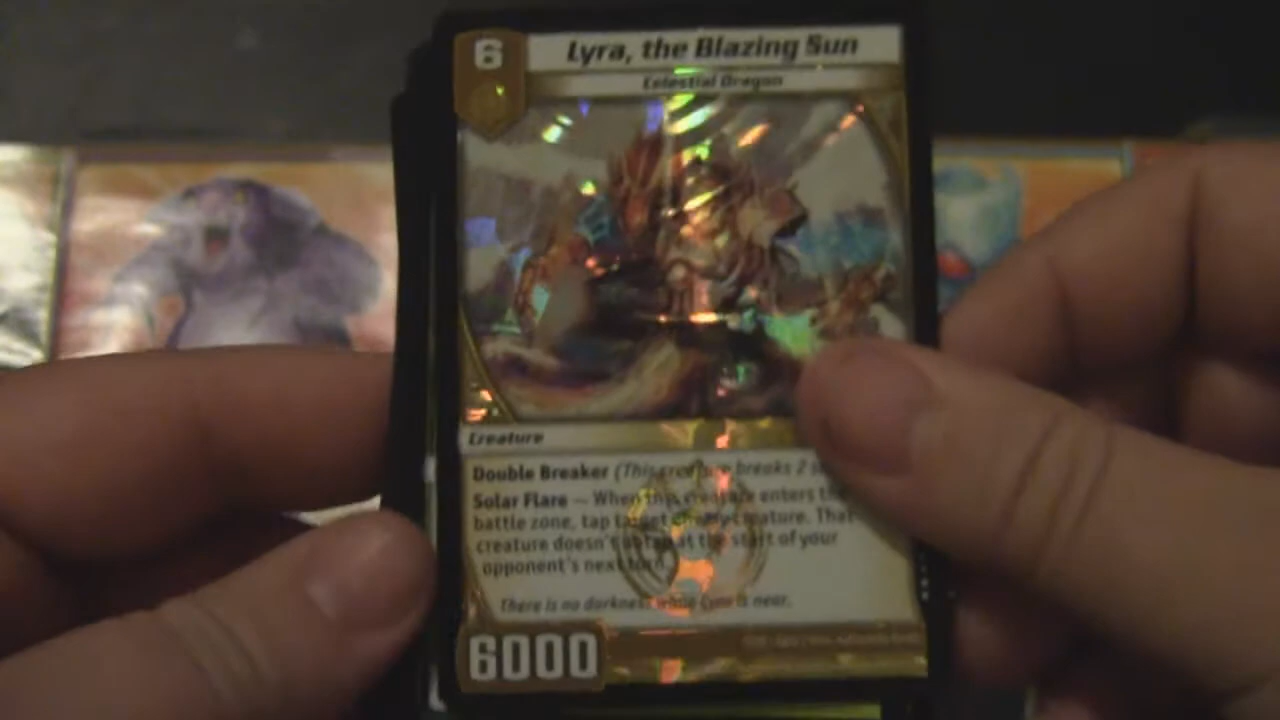 6
Lyra, the Blazing Sun
Celestial Dragon
Creature
Double Breaker (This creature breaks 2
Solar Flare — When this creature enters the
battle zone, tap target enemy creature. That
creature doesn't untap at the start of your
opponent's next turn.
There is no darkness while Lyra is near.
6000